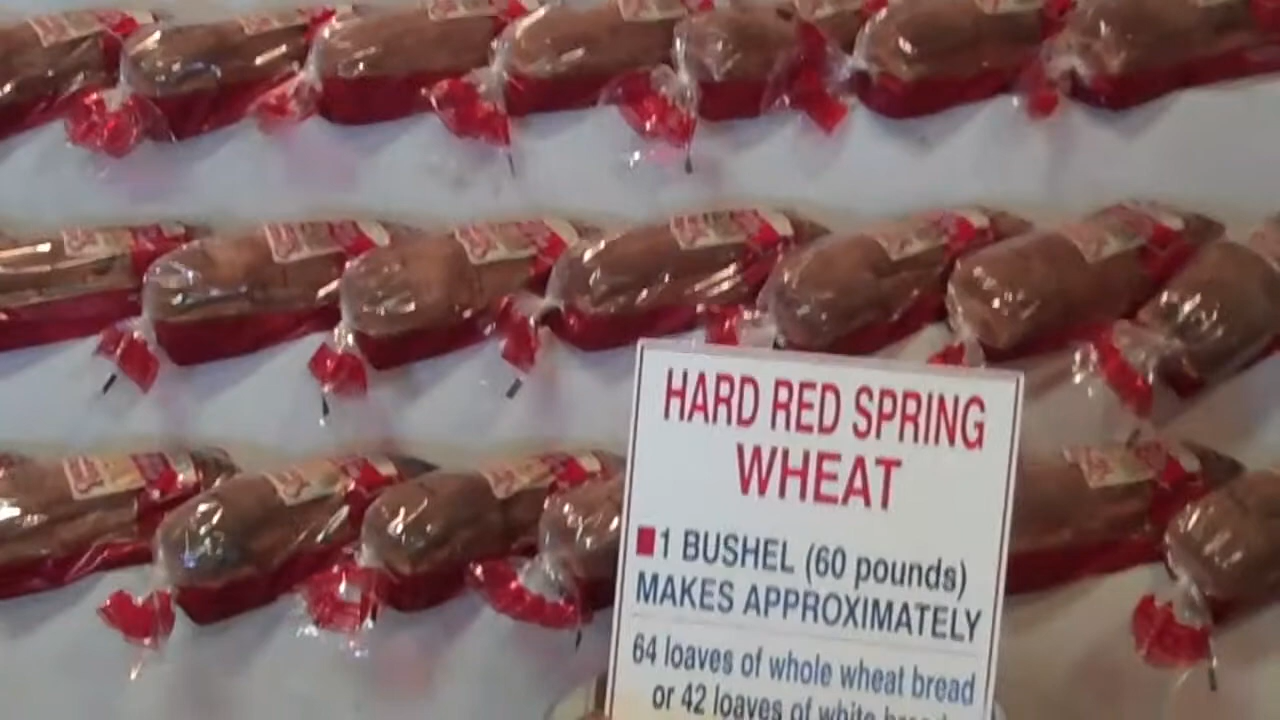 HARD RED SPRING
WHEAT
1 BUSHEL (60 pounds)
MAKES APPROXIMATELY
64 loaves of whole wheat bread
or 42 loaves of white